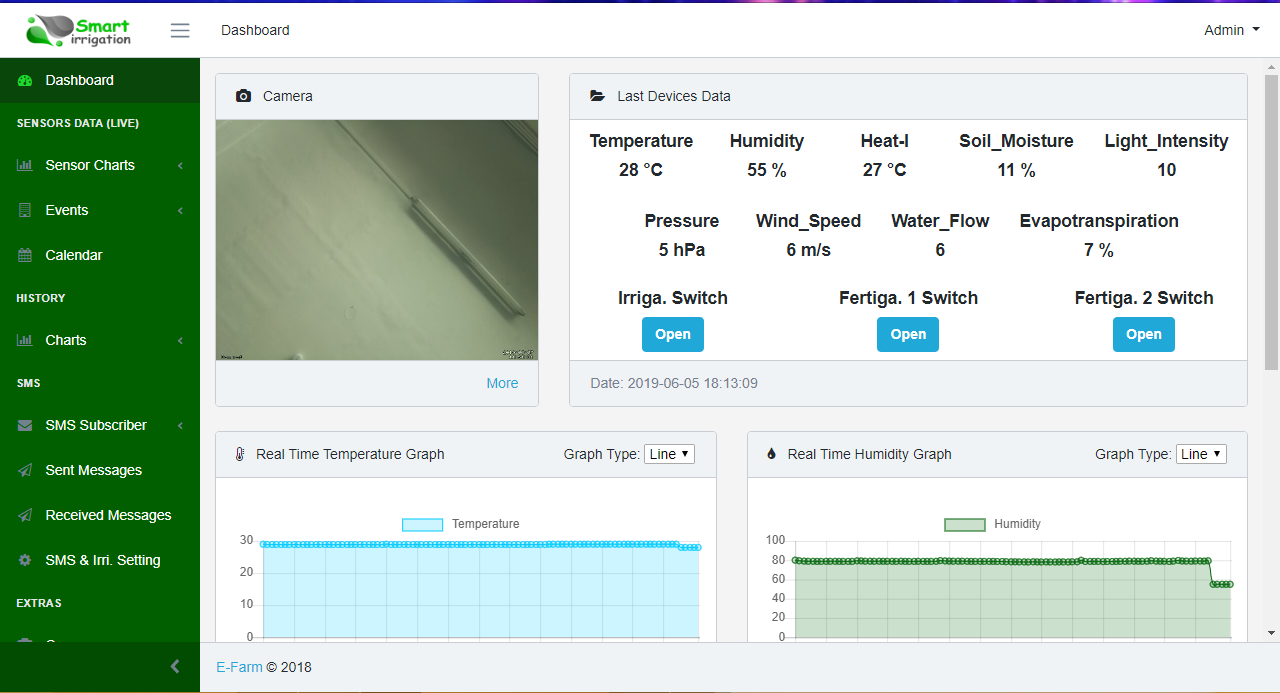 Smart
irrigation
Dashboard
Admin
Dashboard
SENSORS DATA (LIVE)
Sensor Charts
Events
Calendar
HISTORY
Charts
SMS
SMS Subscriber
Sent Messages
Received Messages
SMS & Irri. Setting
EXTRAS
Camera
More
Last Devices Data
Temperature Humidity Heat-I Soil_Moisture Light_Intensity
28 °C 55 % 27 °C 11 % 10
Pressure Wind_Speed Water_Flow Evapotranspiration
5 hPa 6 m/s 6 7 %
Irriga. Switch Fertiga. 1 Switch Fertiga. 2 Switch
Open Open Open
Date: 2019-06-05 18:13:09
Real Time Temperature Graph Graph Type: Line
Temperature
30
20
10
0
Real Time Humidity Graph Graph Type: Line
Humidity
100
80
60
40
20
0
E-Farm © 2018